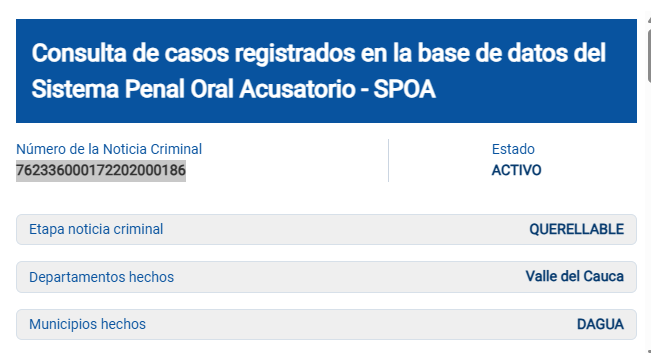 Consulta de casos registrados en la base de datos del
Sistema Penal Oral Acusatorio - SPOA
Número de la Noticia Criminal
762336000172202000186
Estado
ACTIVO
Etapa noticia criminal
QUERELLABLE
Departamentos hechos
Valle del Cauca
Municipios hechos
DAGUA